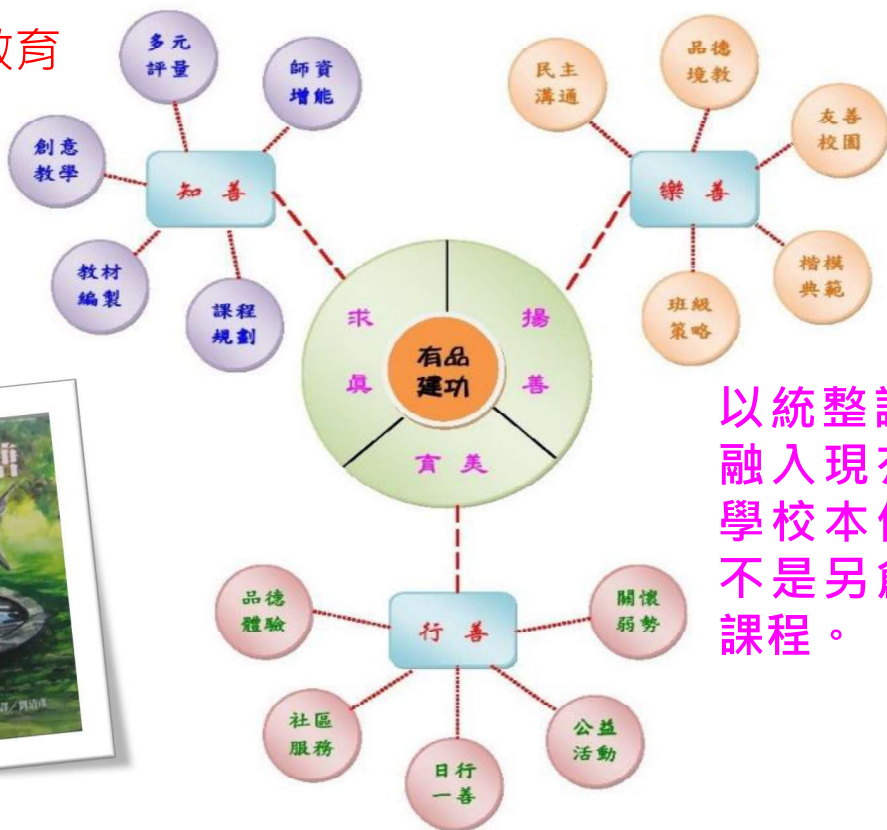 教育
多元
評量
師資
增能
創意
教學
知善
教材
編製
課程
規劃
民主
溝通
品德
境教
友善
校園
樂善
楷模
典範
班級
策略
求真
揚善
有品
建功
育美
以統整
融入現
學校本
不是另創
課程。
品德
體驗
行善
關懷
弱勢
社區
服務
日行
一善
公益
活動